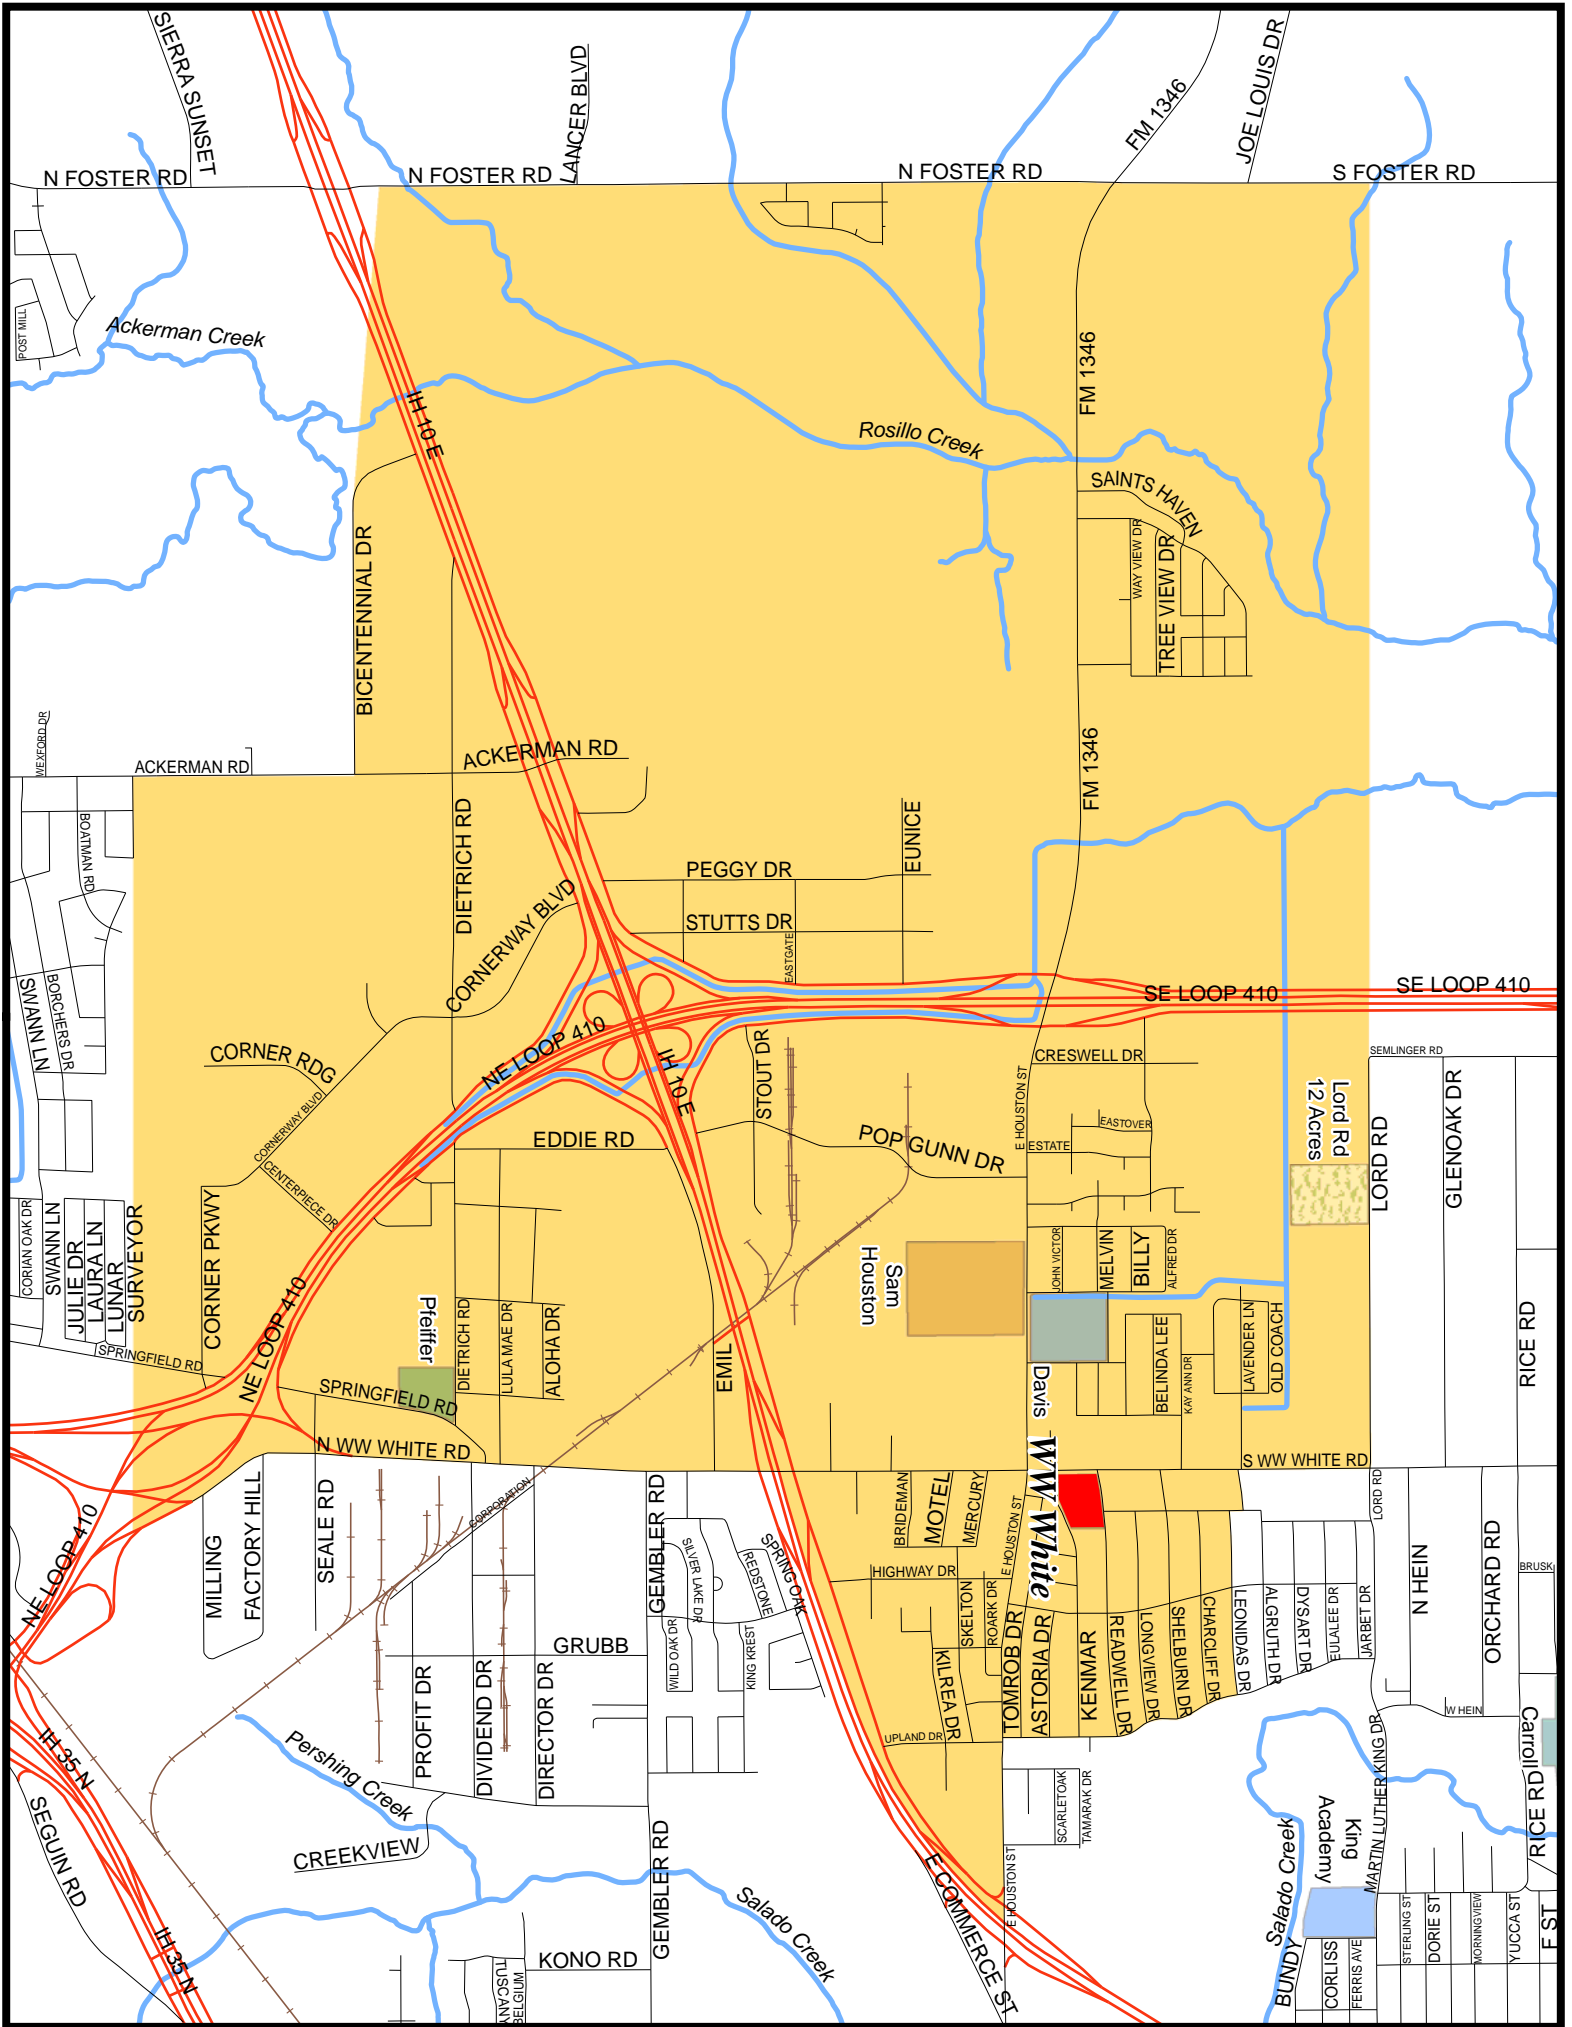 SIERRA SUNSET
LANCER BLVD
FM 1346
JOE LOUIS DR
N FOSTER RD
N FOSTER RD
N FOSTER RD
S FOSTER RD
POST MILL
Ackerman Creek
IH 10 E
FM 1346
Rosillo Creek
SAINTS HAVEN
WAY VIEW DR
TREE VIEW DR
BICENTENNIAL DR
WEXFORD DR
ACKERMAN RD
ACKERMAN RD
FM 1346
BOATMAN RD
DIETRICH RD
PEGGY DR
EUNICE
CORNERWAY BLVD
STUTTS DR
EASTGATE
SWANN LN
BORCHERS DR
SE LOOP 410
SE LOOP 410
NE LOOP 410
CORNER RDG
IH 10 E
STOUT DR
CRESWELL DR
SEMLINGER RD
CORNERWAY BLVD
EDDIE RD
POP GUNN DR
E HOUSTON ST
ESTATE
EASTOVER
Lord Rd
12 Acres
LORD RD
GLENOAK DR
CENTERPIECE DR
CORIAN OAK DR
SWANN LN
JULIE DR
LAURA LN
LUNAR
SURVEYOR
CORNER PKWY
NE LOOP 410
Pfeiffer
DIETRICH RD
LULA MAE DR
ALOHA DR
EMIL
Sam
Houston
JOHN VICTOR
MELVIN
BILLY
ALFRED DR
SPRINGFIELD RD
SPRINGFIELD RD
Davis
BELINDA LEE
KAY ANN DR
LAVENDER LN
OLD COACH
RICE RD
N WW WHITE RD
S WW WHITE RD
NE LOOP 410
MILLING
FACTORY HILL
SEALE RD
CORPORATION
GEMBLER RD
SILVER LAKE DR
REDSTONE
SPRING OAK
BRIDEMAN
MOTEL
MERCURY
E HOUSTON ST
WW White
LORD RD
N HEIN
ORCHARD RD
BRUSK
HIGHWAY DR
SKELTON
ROARK DR
GRUBB
WILD OAK DR
KING KREST
KILREA DR
TOMROB DR
ASTORIA DR
KENMAR
READWELL DR
LONGVIEW DR
SHELBURN DR
CHARCLIFF DR
LEONIDAS DR
ALGRUTH DR
DYSART DR
EULALEE DR
JARBET DR
PROFIT DR
DIVIDEND DR
DIRECTOR DR
UPLAND DR
W HEIN
Carroll
IH 35 N
Pershing Creek
SCARLETOAK
TAMARAK DR
MARTIN LUTHER KING DR
RICE RD
SEGUIN RD
CREEKVIEW
GEMBLER RD
E COMMERCE ST
E HOUSTON ST
Salado Creek
King
Academy
IH 35 N
Salado Creek
KONO RD
TUSCANY
BELGIUM
BUNDY
CORLISS
FERRIS AVE
STERLING ST
DORIE ST
MORNINGVIEW
YUCCA ST
F ST